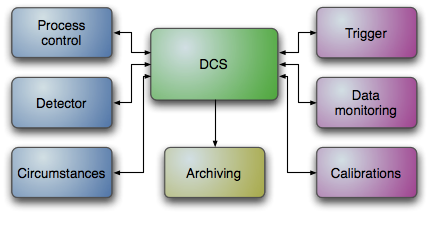 Process
control
DCS
Trigger
Detector
Data
monitoring
Circumstances
Archiving
Calibrations